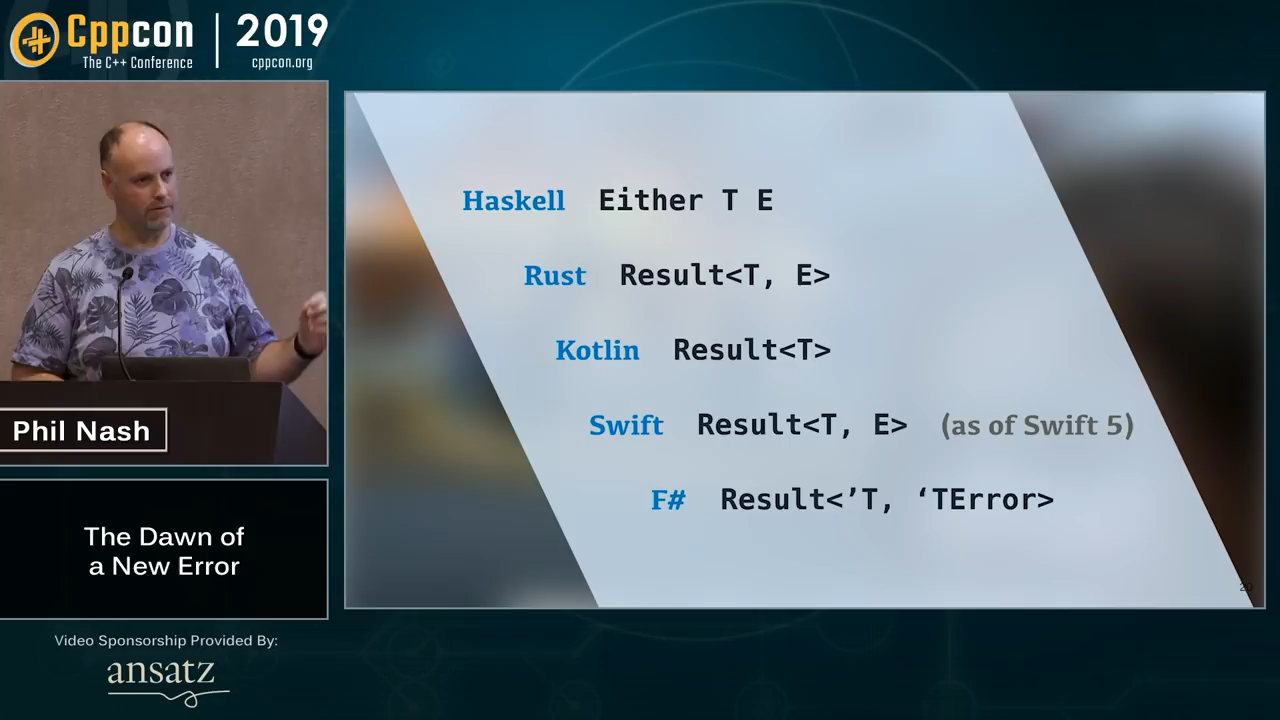 Cppcon | 2019
The C++ Conference cppcon.org
Haskell Either T E
Rust Result<T, E>
Kotlin Result<T>
Swift Result<T, E> (as of Swift 5)
F# Result<’T, ‘TError>
Phil Nash
The Dawn of
a New Error
Video Sponsorship Provided By:
ansatz